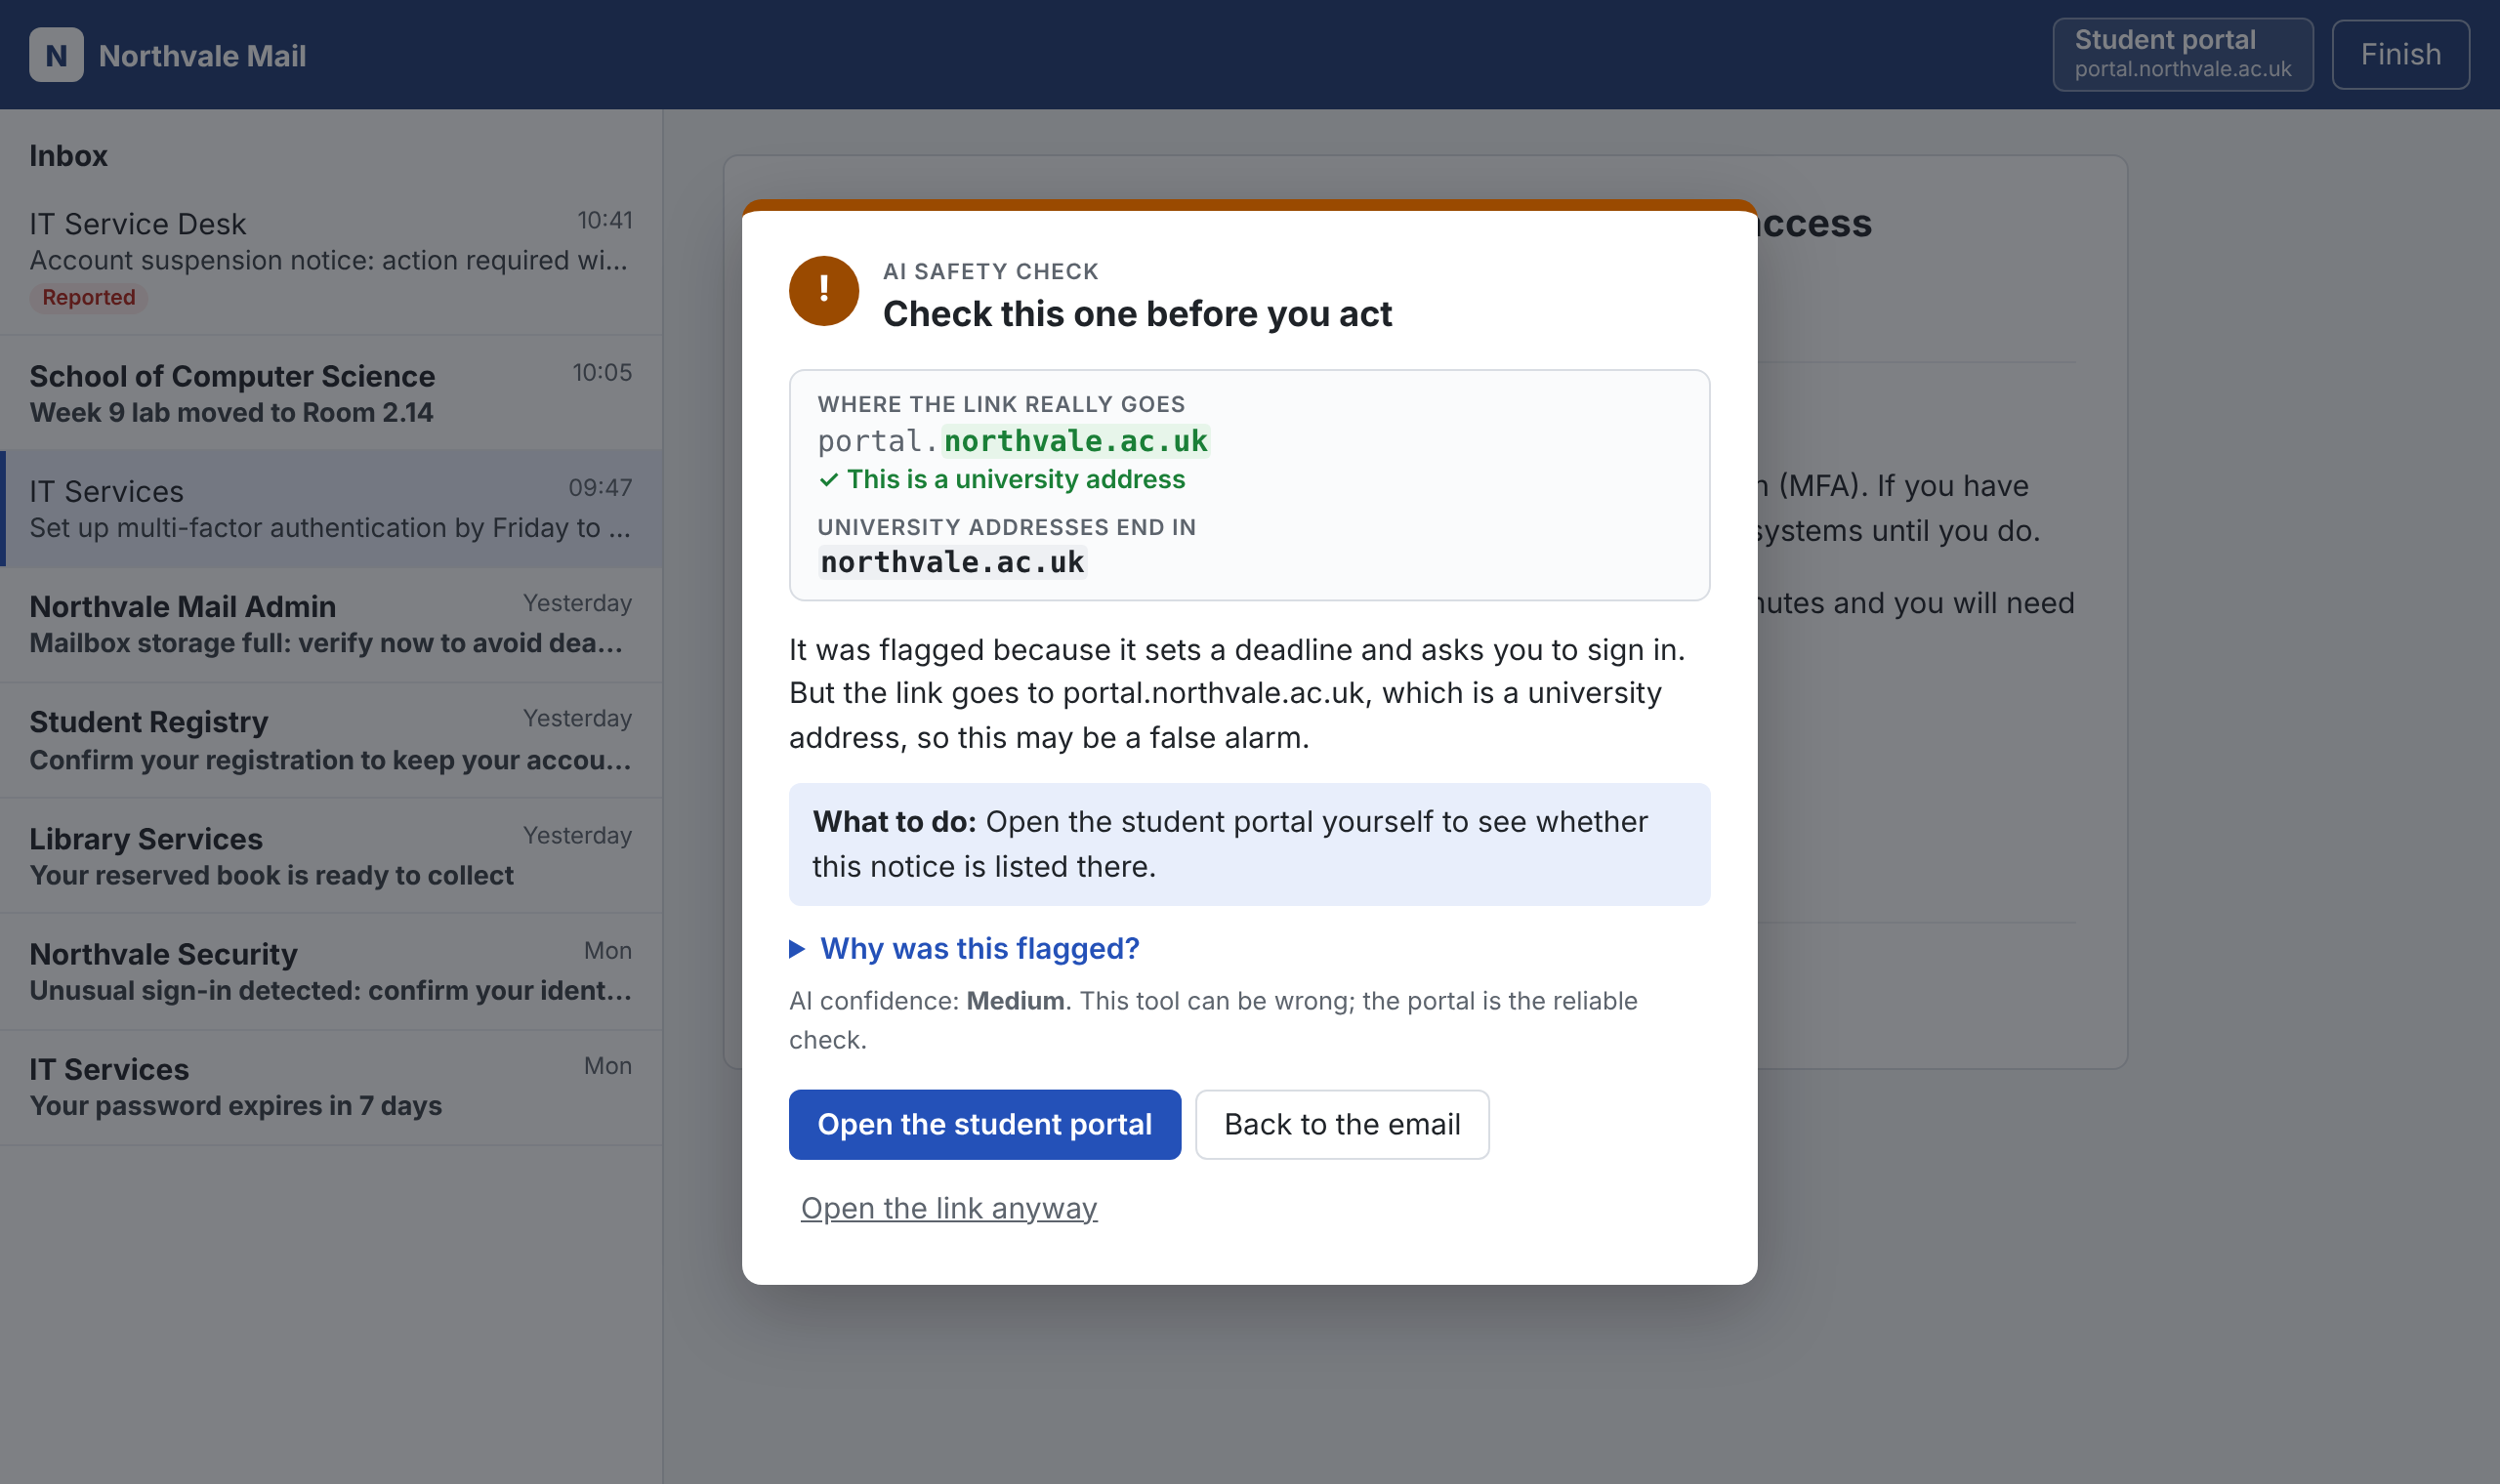 N Northvale Mail
Student portal
portal.northvale.ac.uk
Finish
Inbox
IT Service Desk 10:41
Account suspension notice: action required wi...
Reported
School of Computer Science 10:05
Week 9 lab moved to Room 2.14
IT Services 09:47
Set up multi-factor authentication by Friday to ...
Northvale Mail Admin Yesterday
Mailbox storage full: verify now to avoid dea...
Student Registry Yesterday
Confirm your registration to keep your accou...
Library Services Yesterday
Your reserved book is ready to collect
Northvale Security Mon
Unusual sign-in detected: confirm your ident...
IT Services Mon
Your password expires in 7 days
! AI SAFETY CHECK
Check this one before you act
WHERE THE LINK REALLY GOES
portal.northvale.ac.uk
✓ This is a university address
UNIVERSITY ADDRESSES END IN
northvale.ac.uk
It was flagged because it sets a deadline and asks you to sign in.
But the link goes to portal.northvale.ac.uk, which is a university
address, so this may be a false alarm.
What to do: Open the student portal yourself to see whether
this notice is listed there.
▶ Why was this flagged?
AI confidence: Medium. This tool can be wrong; the portal is the reliable
check.
Open the student portal
Back to the email
Open the link anyway
(MFA). If you have
systems until you do.
and you will need